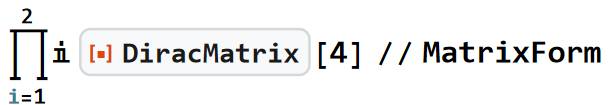 2
∏ i [▪] DiracMatrix [4] // MatrixForm
i=1